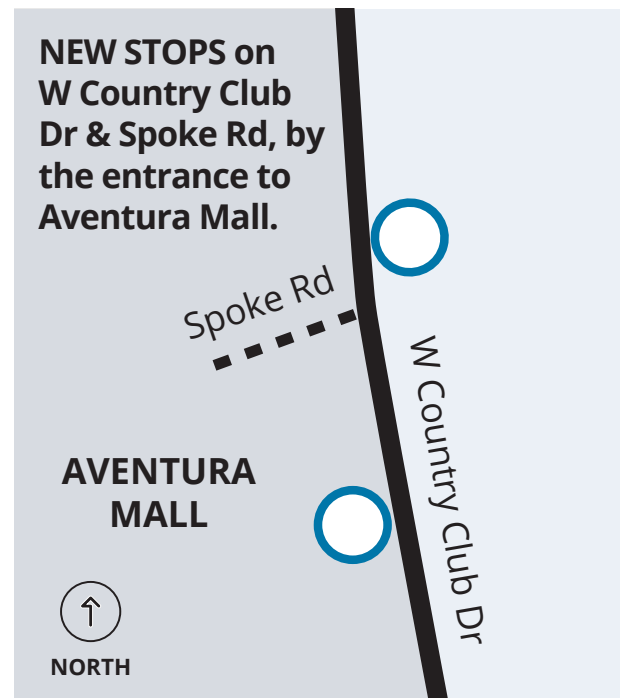 NEW STOPS on
W Country Club
Dr & Spoke Rd, by
the entrance to
Aventura Mall.
Spoke Rd
W Country Club Dr
AVENTURA
MALL
NORTH